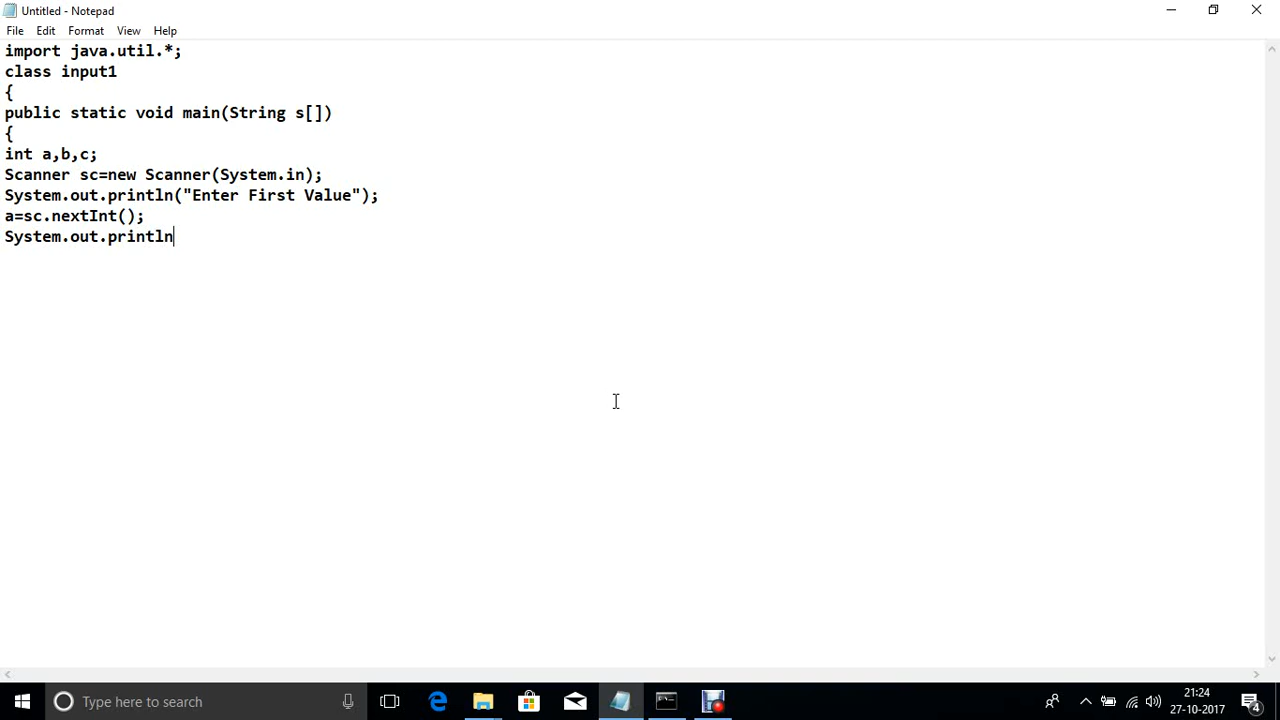 Untitled - Notepad
File Edit Format View Help
import java.util.*;
class input1
{
public static void main(String s[])
{
int a,b,c;
Scanner sc=new Scanner(System.in);
System.out.println("Enter First Value");
a=sc.nextInt();
System.out.println
Type here to search
21:24
27-10-2017
4